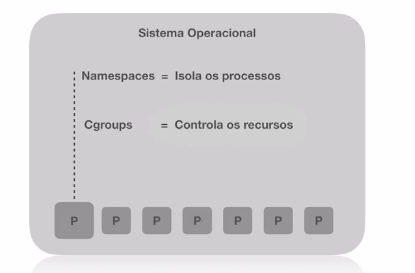 Sistema Operacional
Namespaces = Isola os processos
Cgroups = Controla os recursos
P P P P P P P